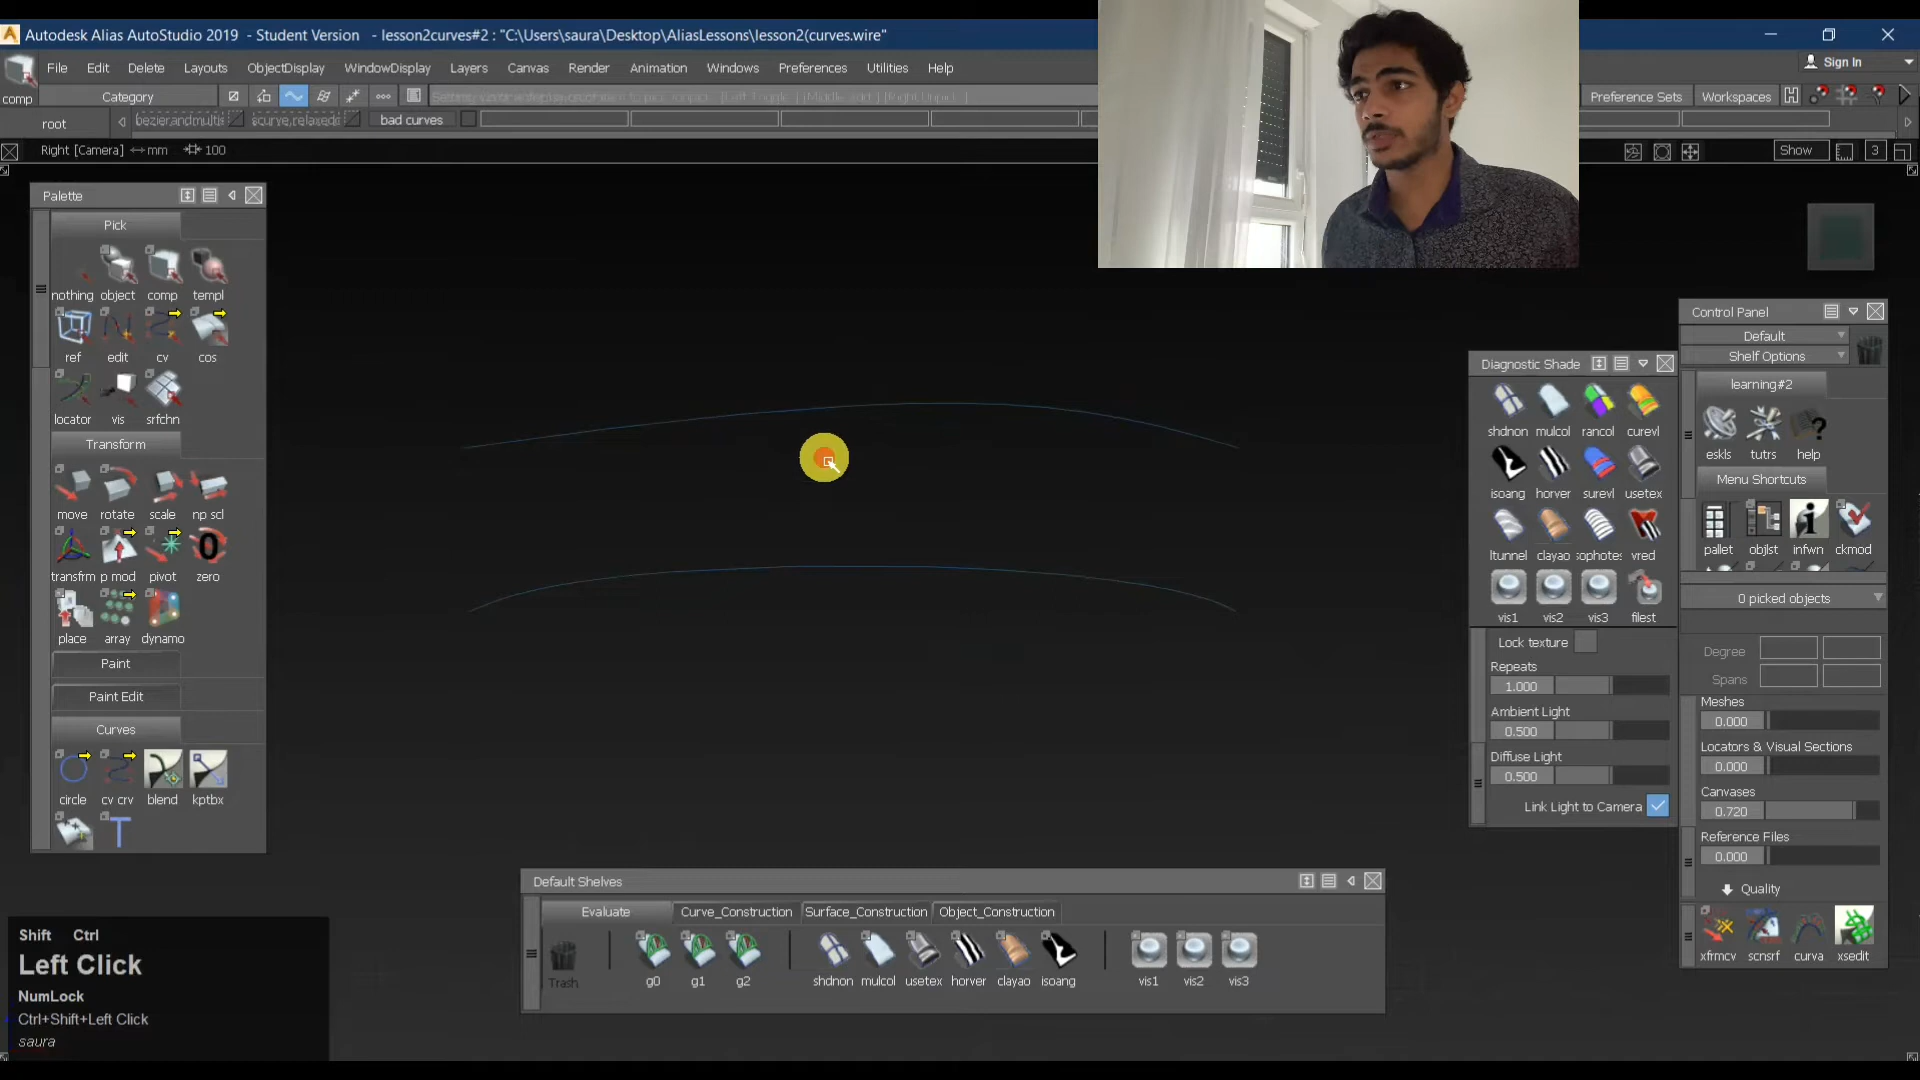 Autodesk Alias AutoStudio 2019 - Student Version - lesson2curves#2 : "C:\Users\saura\Desktop\AliasLessons\lesson2(curves.wire"
File Edit Delete Layouts ObjectDisplay WindowDisplay Layers Canvas Render Animation Windows Preferences Utilities Help
Sign In
comp Category
Preference Sets Workspaces
root bad curves
Right [Camera] mm 100
Show 3
Palette
Pick
nothing object comp templ
ref edit cv cos
locator vis srfchn
Transform
move rotate scale np scl
transfrm p mod pivot zero
place array dynamo
Paint
Paint Edit
Curves
circle cv crv blend kptbx
Diagnostic Shade
shdnon mulcol rancol curevl
isoang horver surevl usetex
ltunnel clayao sophotes vred
vis1 vis2 vis3 filest
Lock texture
Repeats
1.000
Ambient Light
0.500
Diffuse Light
0.500
Link Light to Camera
Control Panel
Default
Shelf Options
learning#2
eskls tutrs help
Menu Shortcuts
pallet objlst infwn ckmod
0 picked objects
Degree
Spans
Meshes
0.000
Locators & Visual Sections
0.000
Canvases
0.720
Reference Files
0.000
Quality
xfrmcv scnsrf curva xsedit
Default Shelves
Evaluate Curve_Construction Surface_Construction Object_Construction
Trash g0 g1 g2 shdnon mulcol usetex horver clayao isoang vis1 vis2 vis3
Shift Ctrl
Left Click
NumLock
Ctrl+Shift+Left Click
saura